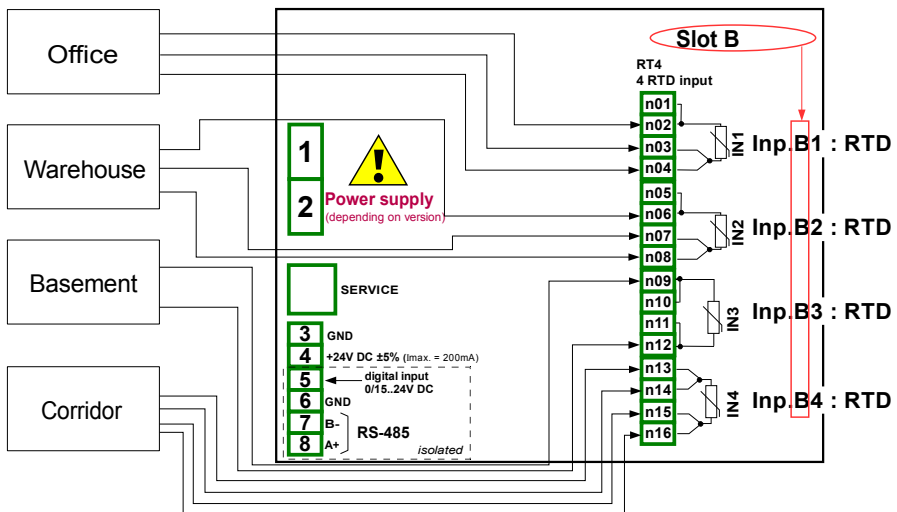 Office
Warehouse
Basement
Corridor
1
2
Power supply
(depending on version)
SERVICE
3 GND
4 +24V DC ±5% (Imax. = 200mA)
5 digital input
0/15..24V DC
6 GND
7 B-
8 A+
RS-485
isolated
Slot B
RT4
4 RTD input
n01
n02
n03
n04
n05
n06
n07
n08
n09
n10
n11
n12
n13
n14
n15
n16
IN1
IN2
IN3
IN4
Inp.B1 : RTD
Inp.B2 : RTD
Inp.B3 : RTD
Inp.B4 : RTD